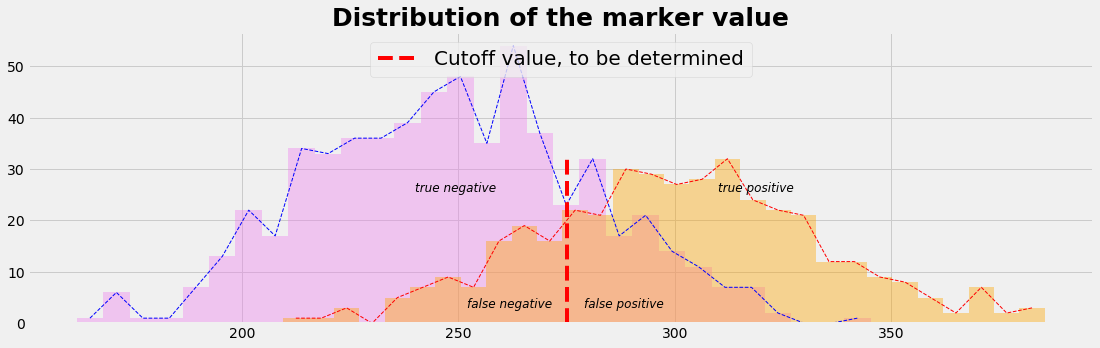 Distribution of the marker value
Cutoff value, to be determined
50
40
30
20
10
0
true negative
true positive
false negative
false positive
200
250
300
350